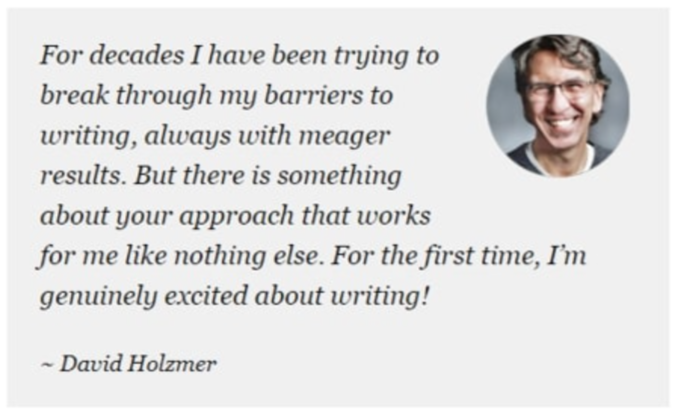 For decades I have been trying to
break through my barriers to
writing, always with meager
results. But there is something
about your approach that works
for me like nothing else. For the first time, I'm
genuinely excited about writing!
~ David Holzmer